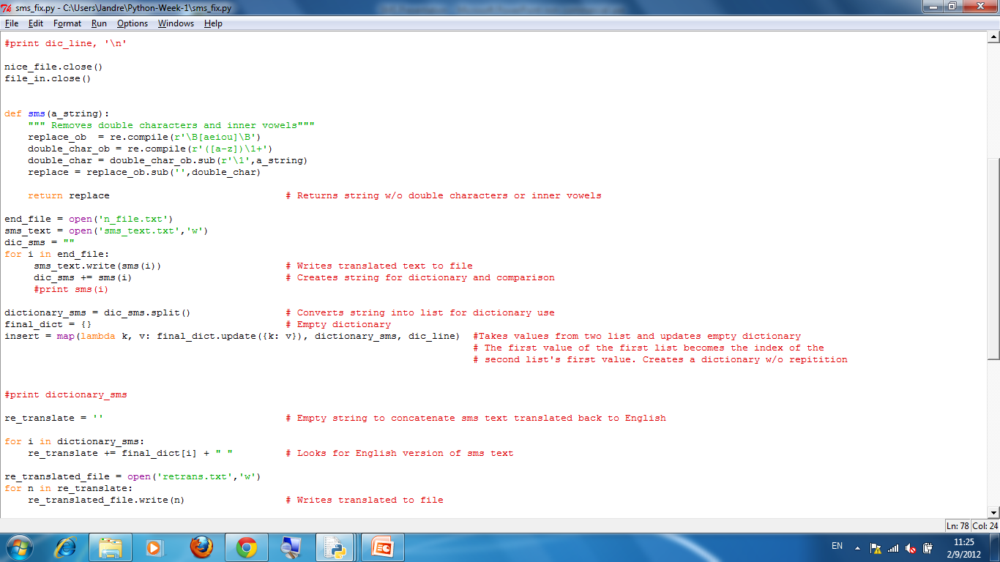 sms_fix.py - C:\Users\Jandre\Python-Week-1\sms_fix.py
File Edit Format Run Options Windows Help
#print dic_line, '\n'
nice_file.close()
file_in.close()
def sms(a_string):
    """ Removes double characters and inner vowels"""
    replace_ob  = re.compile(r'\B[aeiou]\B')
    double_char_ob = re.compile(r'([a-z])\1+')
    double_char = double_char_ob.sub(r'\1',a_string)
    replace = replace_ob.sub('',double_char)
    return replace                              # Returns string w/o double characters or inner vowels
end_file = open('n_file.txt')
sms_text = open('sms_text.txt','w')
dic_sms = ""
for i in end_file:
     sms_text.write(sms(i))                     # Writes translated text to file
     dic_sms += sms(i)                          # Creates string for dictionary and comparison
     #print sms(i)
dictionary_sms = dic_sms.split()                # Converts string into list for dictionary use
final_dict = {}                                 # Empty dictionary
insert = map(lambda k, v: final_dict.update({k: v}), dictionary_sms, dic_line)  #Takes values from two list and updates empty dictionary
                                                                                # The first value of the first list becomes the index of the
                                                                                # second list's first value. Creates a dictionary w/o repitition
#print dictionary_sms
re_translate = ''                               # Empty string to concatenate sms text translated back to English
for i in dictionary_sms:
    re_translate += final_dict[i] + " "         # Looks for English version of sms text
re_translated_file = open('retrans.txt','w')
for n in re_translate:
    re_translated_file.write(n)                 # Writes translated to file
Ln: 78 Col: 24
EN
11:25
2/9/2012